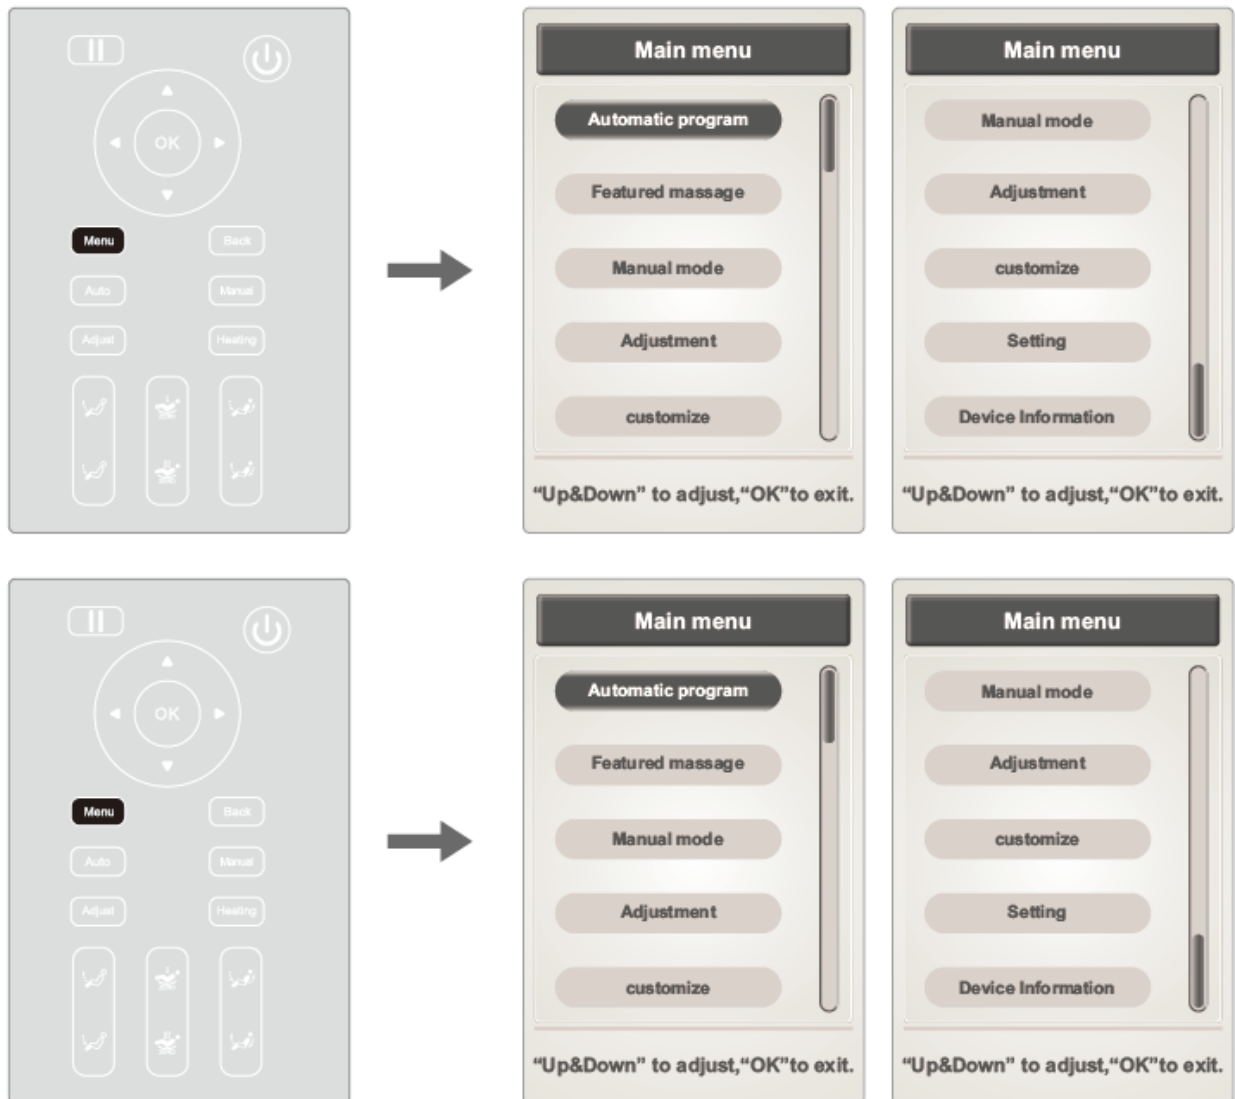 OK
Menu
Back
Auto
Manual
Adjust
Heating
Main menu
Automatic program
Featured massage
Manual mode
Adjustment
customize
“Up&Down” to adjust,“OK”to exit.
Main menu
Manual mode
Adjustment
customize
Setting
Device Information
“Up&Down” to adjust,“OK”to exit.
OK
Menu
Back
Auto
Manual
Adjust
Heating
Main menu
Automatic program
Featured massage
Manual mode
Adjustment
customize
“Up&Down” to adjust,“OK”to exit.
Main menu
Manual mode
Adjustment
customize
Setting
Device Information
“Up&Down” to adjust,“OK”to exit.